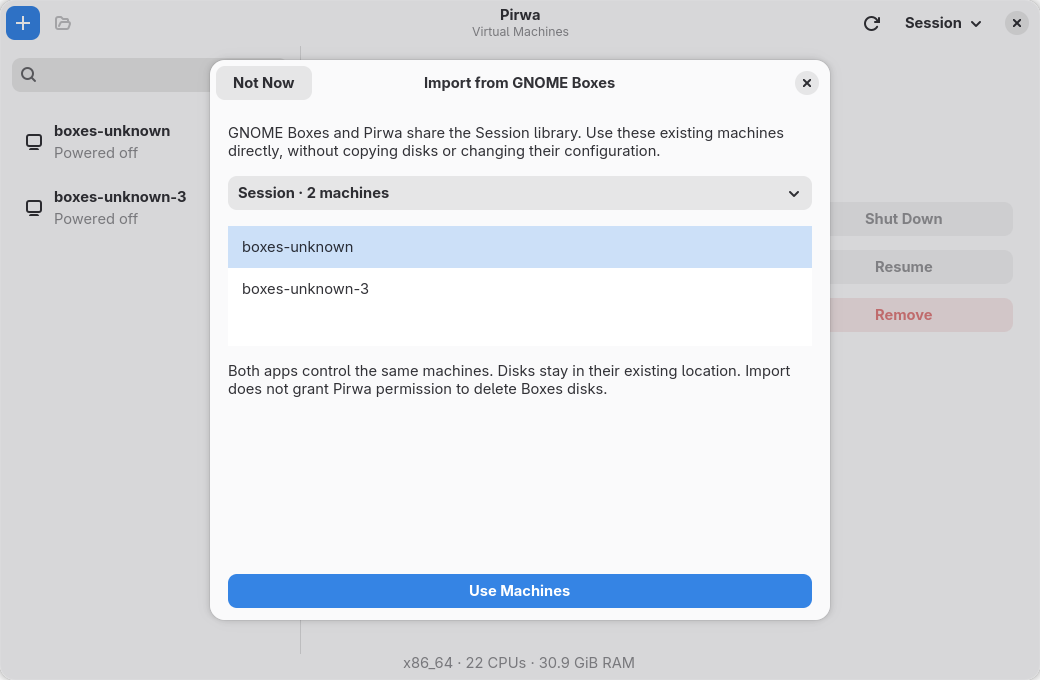 Pirwa
Virtual Machines
Session
boxes-unknown
Powered off
boxes-unknown-3
Powered off
Shut Down
Resume
Remove
Not Now
Import from GNOME Boxes
GNOME Boxes and Pirwa share the Session library. Use these existing machines
directly, without copying disks or changing their configuration.
Session · 2 machines
boxes-unknown
boxes-unknown-3
Both apps control the same machines. Disks stay in their existing location. Import
does not grant Pirwa permission to delete Boxes disks.
Use Machines
x86_64 · 22 CPUs · 30.9 GiB RAM